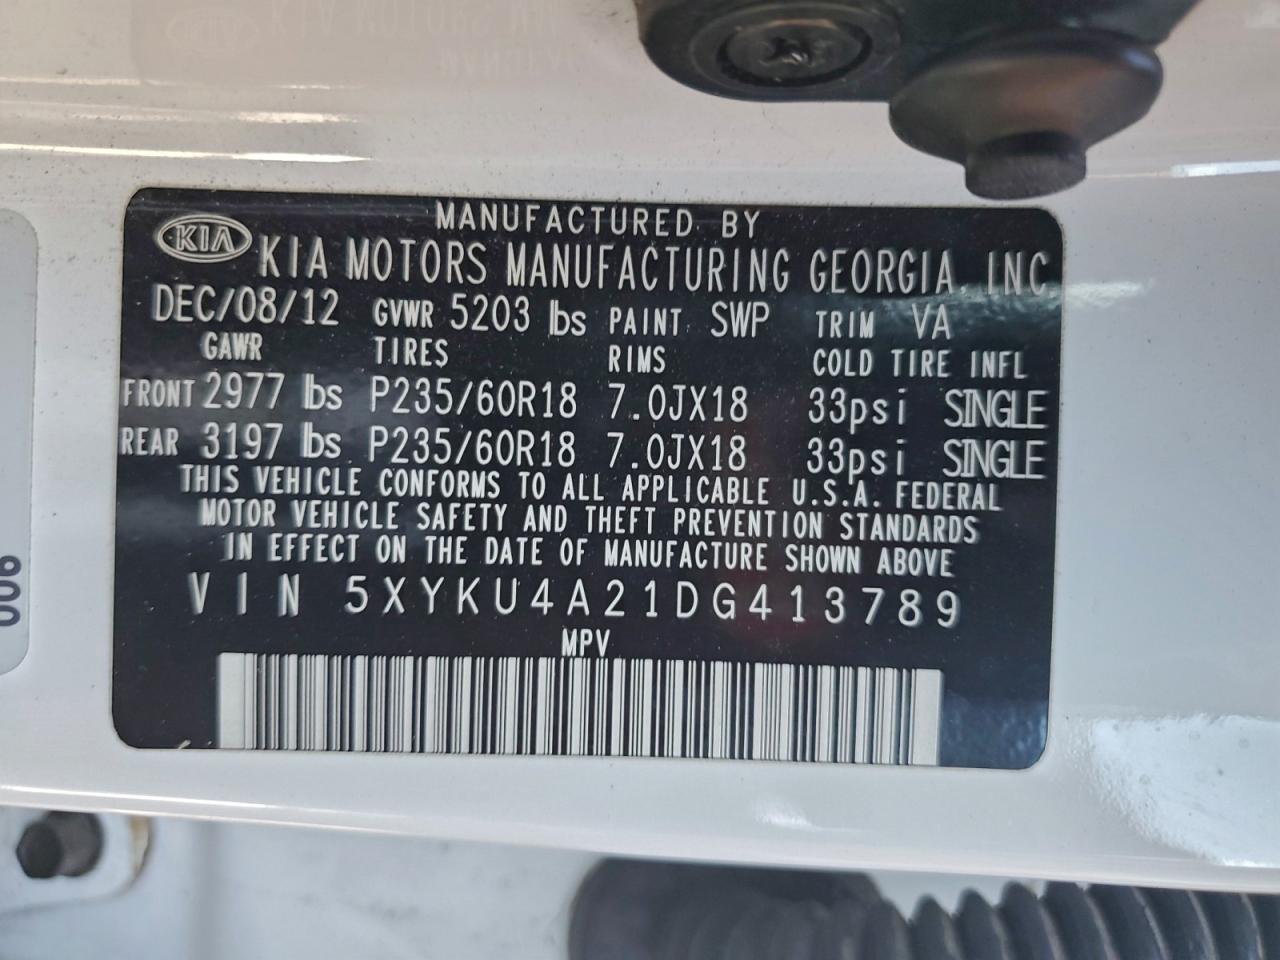 MANUFACTURED BY
KIA KIA MOTORS MANUFACTURING GEORGIA, INC
DEC/08/12 GVWR 5203 lbs PAINT SWP TRIM VA
GAWR TIRES RIMS COLD TIRE INFL
FRONT 2977 lbs P235/60R18 7.0JX18 33psi SINGLE
REAR 3197 lbs P235/60R18 7.0JX18 33psi SINGLE
THIS VEHICLE CONFORMS TO ALL APPLICABLE U.S.A. FEDERAL
MOTOR VEHICLE SAFETY AND THEFT PREVENTION STANDARDS
IN EFFECT ON THE DATE OF MANUFACTURE SHOWN ABOVE
VIN 5XYKU4A21DG413789
MPV